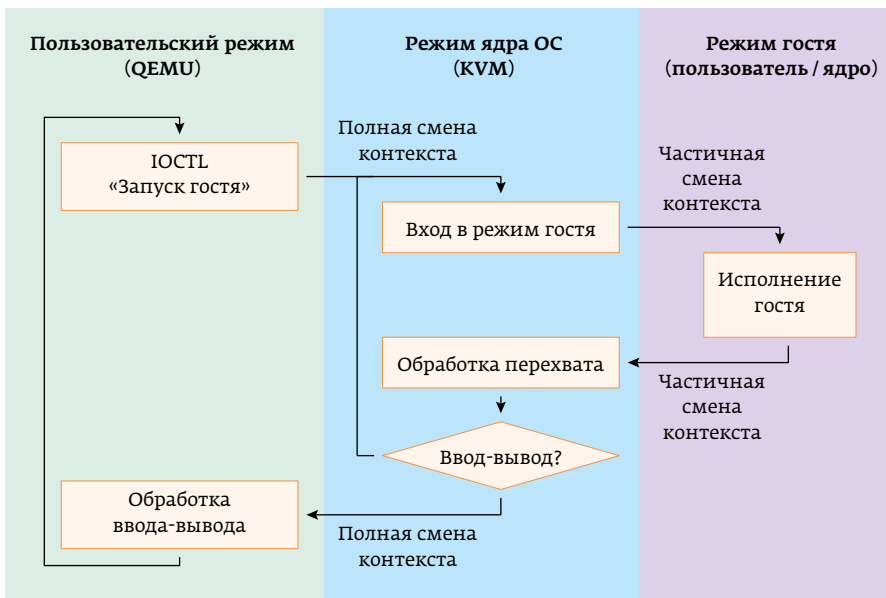 Пользовательский режим
(QEMU)
Режим ядра ОС
(KVM)
Режим гостя
(пользователь / ядро)
IOCTL
«Запуск гостя»
Полная смена
контекста
Вход в режим гостя
Частичная
смена
контекста
Исполнение
гостя
Обработка перехвата
Частичная
смена
контекста
Ввод-вывод?
Обработка
ввода-вывода
Полная смена
контекста